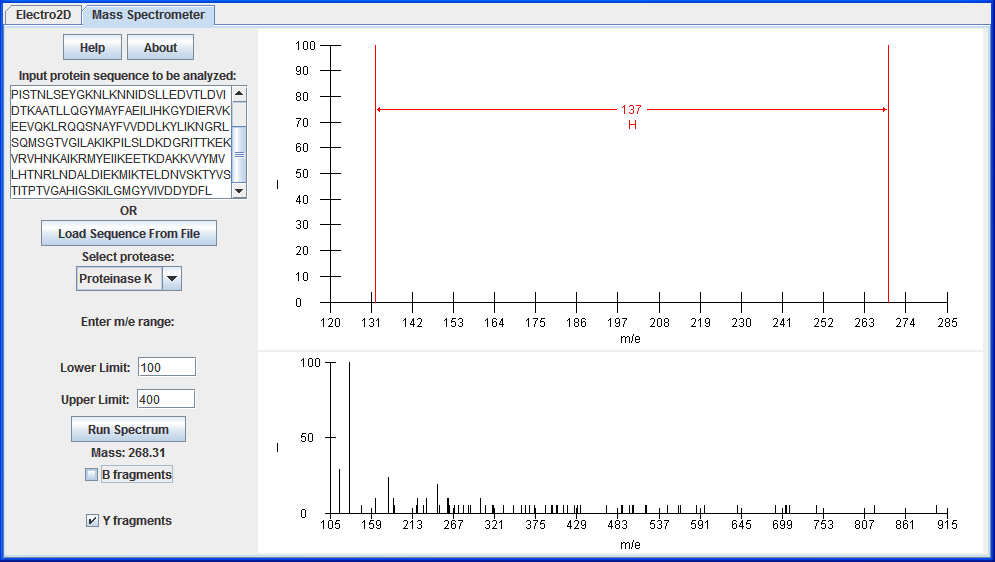 Electro2D Mass Spectrometer
Help About
Input protein sequence to be analyzed:
PISTNLSEYGKNLKNNIDSLLEDVTLDVI
DTKAATLLQGYMAYFAEILIHKGYDIERVK
EEVQKLRQQSNAYFVVDDLKYLIKNGRL
SQMSGTVGILAKIKPILSLDKDGRITTKEK
VRVHNKAIKRMYEIIKEETKDAKKVVYMV
LHTNRLNDALDIEKMIKTELDNVSKTYVS
TITPTVGAHIGSKILGMGYVIVDDYDFL
OR
Load Sequence From File
Select protease:
Proteinase K
Enter m/e range:
Lower Limit: 100
Upper Limit: 400
Run Spectrum
Mass: 268.31
B fragments
Y fragments
100
90
80
70
60
50
40
30
20
10
0
I
137
H
120 131 142 153 164 175 186 197 208 219 230 241 252 263 274 285
m/e
100
50
0
I
105 159 213 267 321 375 429 483 537 591 645 699 753 807 861 915
m/e